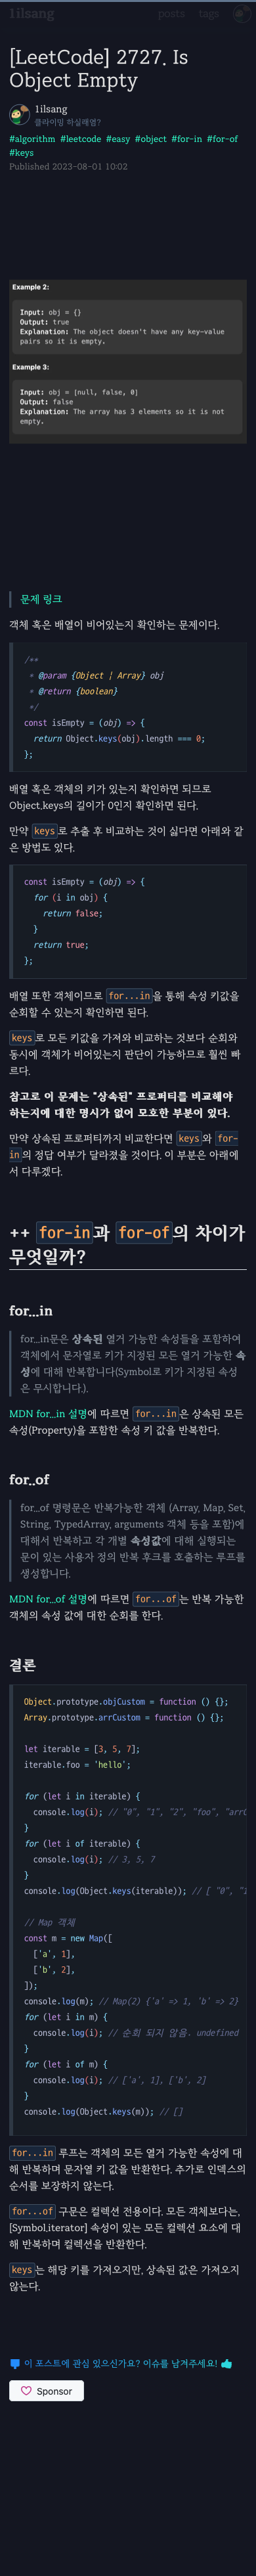 1ilsang
posts tags
[LeetCode] 2727. Is
Object Empty
1ilsang
클라이밍 하실래염?
#algorithm #leetcode #easy #object #for-in #for-of
#keys
Published 2023-08-01 10:02
Example 2:
Input: obj = {}
Output: true
Explanation: The object doesn't have any key-value
pairs so it is empty.
Example 3:
Input: obj = [null, false, 0]
Output: false
Explanation: The array has 3 elements so it is not
empty.
문제 링크
객체 혹은 배열이 비어있는지 확인하는 문제이다.
/**
* @param {Object | Array} obj
* @return {boolean}
*/
const isEmpty = (obj) => {
return Object.keys(obj).length === 0;
};
배열 혹은 객체의 키가 있는지 확인하면 되므로
Object.keys의 길이가 0인지 확인하면 된다.
만약 keys로 추출 후 비교하는 것이 싫다면 아래와 같
은 방법도 있다.
const isEmpty = (obj) => {
for (i in obj) {
return false;
}
return true;
};
배열 또한 객체이므로 for...in을 통해 속성 키값을
순회할 수 있는지 확인하면 된다.
keys로 모든 키값을 가져와 비교하는 것보다 순회와
동시에 객체가 비어있는지 판단이 가능하므로 훨씬 빠
르다.
참고로 이 문제는 "상속된" 프로퍼티를 비교해야
하는지에 대한 명시가 없어 모호한 부분이 있다.
만약 상속된 프로퍼티까지 비교한다면 keys와 for-
in의 정답 여부가 달라졌을 것이다. 이 부분은 아래에
서 다루겠다.
++ for-in과 for-of의 차이가
무엇일까?
for...in
for...in문은 상속된 열거 가능한 속성들을 포함하여
객체에서 문자열로 키가 지정된 모든 열거 가능한 속
성에 대해 반복합니다(Symbol로 키가 지정된 속성
은 무시합니다.).
MDN for...in 설명에 따르면 for...in은 상속된 모든
속성(Property)을 포함한 속성 키 값을 반복한다.
for..of
for...of 명령문은 반복가능한 객체 (Array, Map, Set,
String, TypedArray, arguments 객체 등을 포함)에
대해서 반복하고 각 개별 속성값에 대해 실행되는
문이 있는 사용자 정의 반복 후크를 호출하는 루프를
생성합니다.
MDN for...of 설명에 따르면 for...of는 반복 가능한
객체의 속성 값에 대한 순회를 한다.
결론
Object.prototype.objCustom = function () {};
Array.prototype.arrCustom = function () {};
let iterable = [3, 5, 7];
iterable.foo = 'hello';
for (let i in iterable) {
console.log(i); // "0", "1", "2", "foo", "arrC
}
for (let i of iterable) {
console.log(i); // 3, 5, 7
}
console.log(Object.keys(iterable)); // [ "0", "1
// Map 객체
const m = new Map([
['a', 1],
['b', 2],
]);
console.log(m); // Map(2) {'a' => 1, 'b' => 2}
for (let i in m) {
console.log(i); // 순회 되지 않음. undefined
}
for (let i of m) {
console.log(i); // ['a', 1], ['b', 2]
}
console.log(Object.keys(m)); // []
for...in 루프는 객체의 모든 열거 가능한 속성에 대
해 반복하며 문자열 키 값을 반환한다. 추가로 인덱스의
순서를 보장하지 않는다.
for...of 구문은 컬렉션 전용이다. 모든 객체보다는,
[Symbol.iterator] 속성이 있는 모든 컬렉션 요소에 대
해 반복하며 컬렉션을 반환한다.
keys는 해당 키를 가져오지만, 상속된 값은 가져오지
않는다.
이 포스트에 관심 있으신가요? 이슈를 남겨주세요!
Sponsor